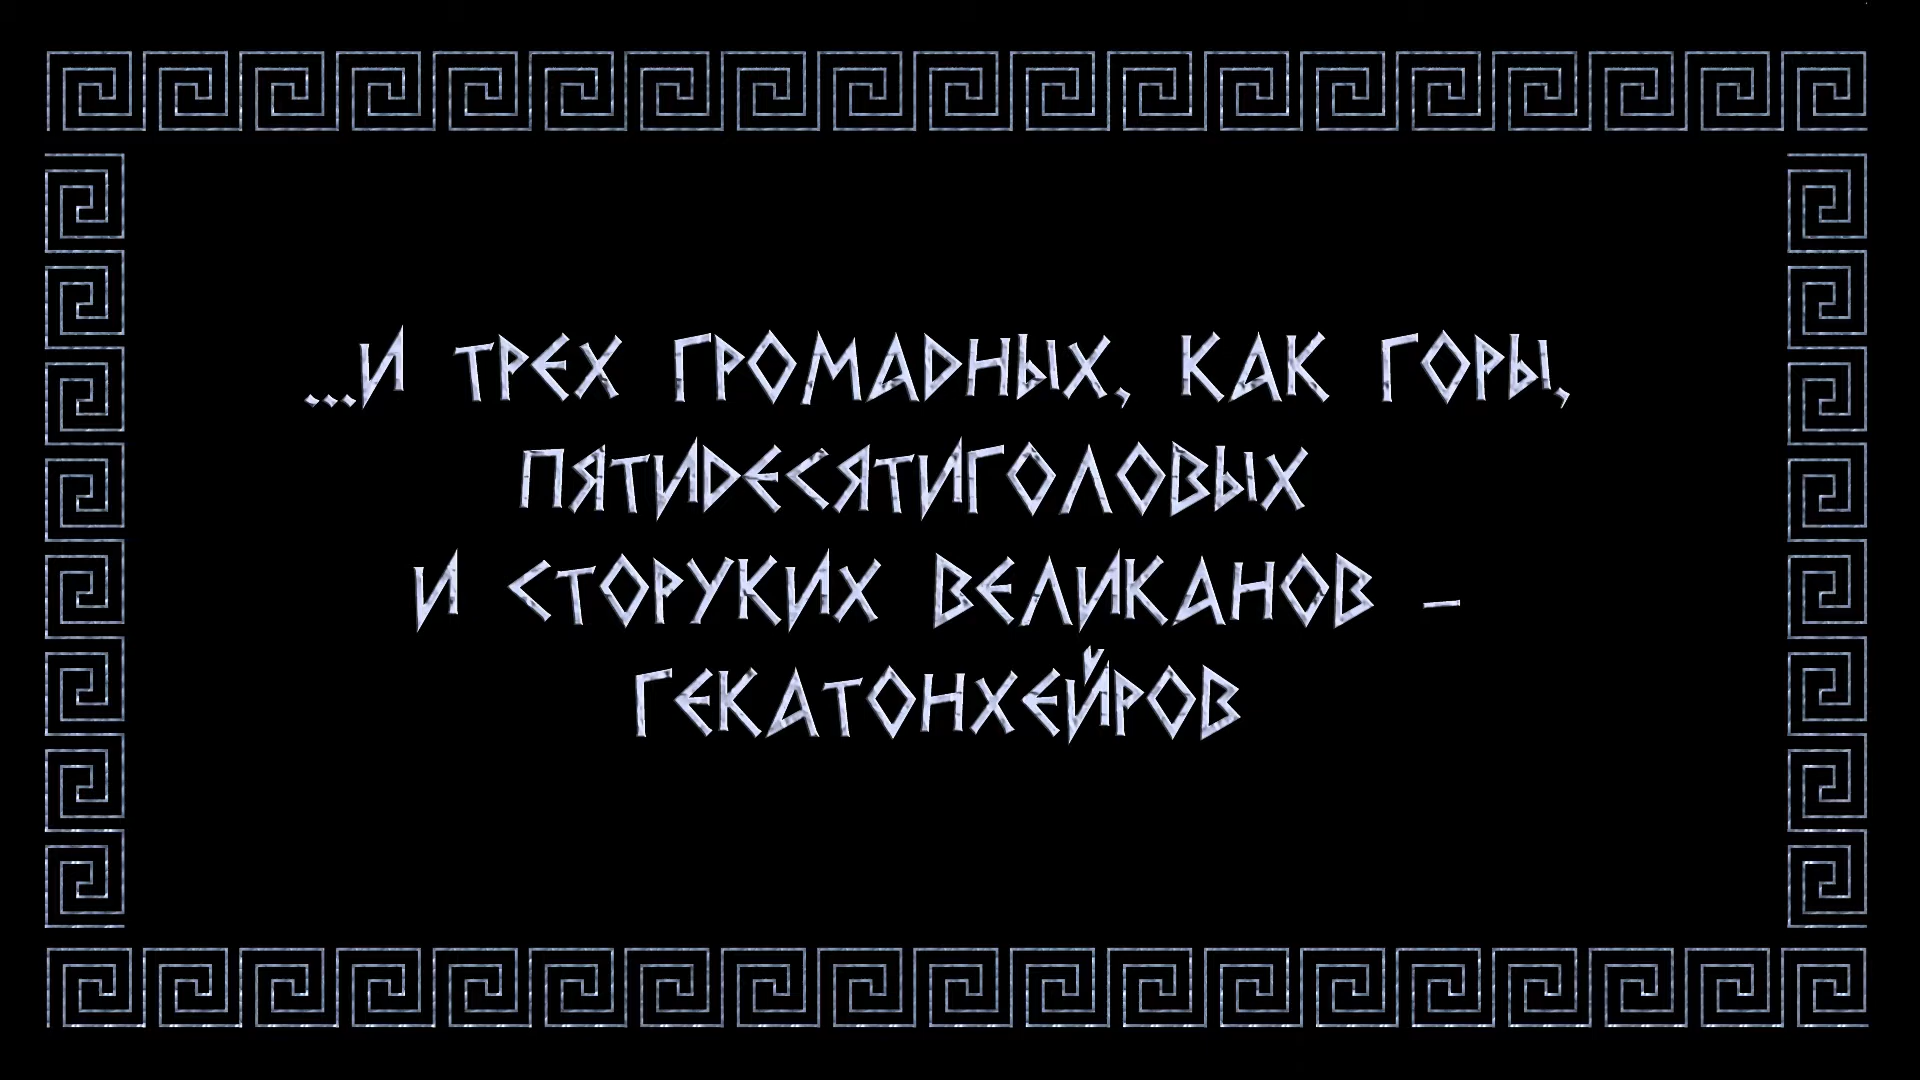 ...И ТРЕХ ГРОМАДНЫХ, КАК ГОРЫ,
ПЯТИДЕСЯТИГОЛОВЫХ
И СТОРУКИХ ВЕЛИКАНОВ –
ГЕКАТОНХЕЙРОВ